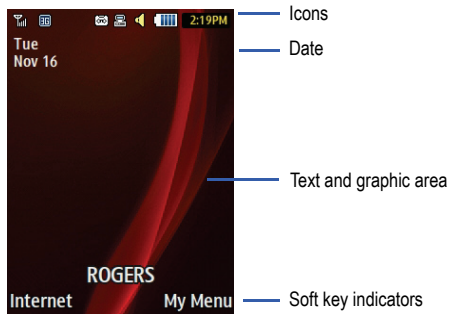 2:19PM Icons
Tue Date
Nov 16
Text and graphic area
ROGERS
Internet My Menu Soft key indicators